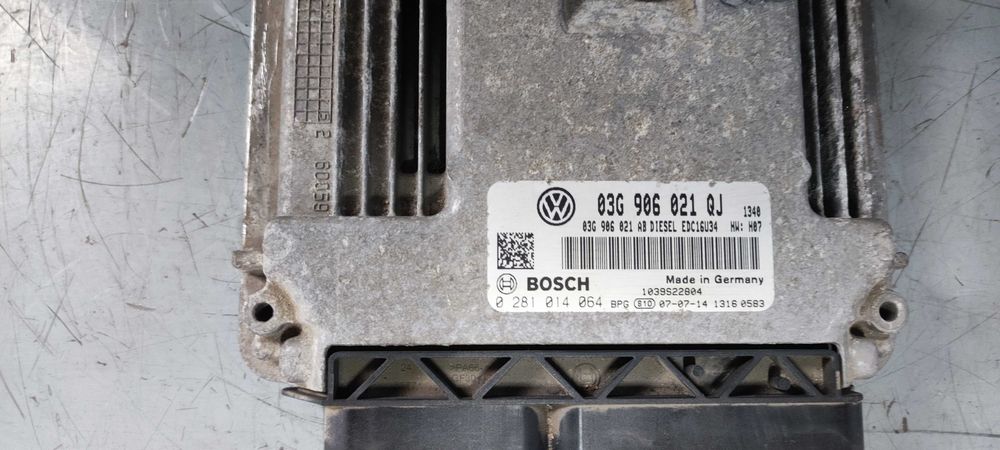 60059
03G 906 021 QJ 1340
03G 906 021 AB DIESEL EDC16U34 HW: H07
BOSCH Made in Germany
1039S22804
0 281 014 064 BPG 810 07-07-14 1316 0583